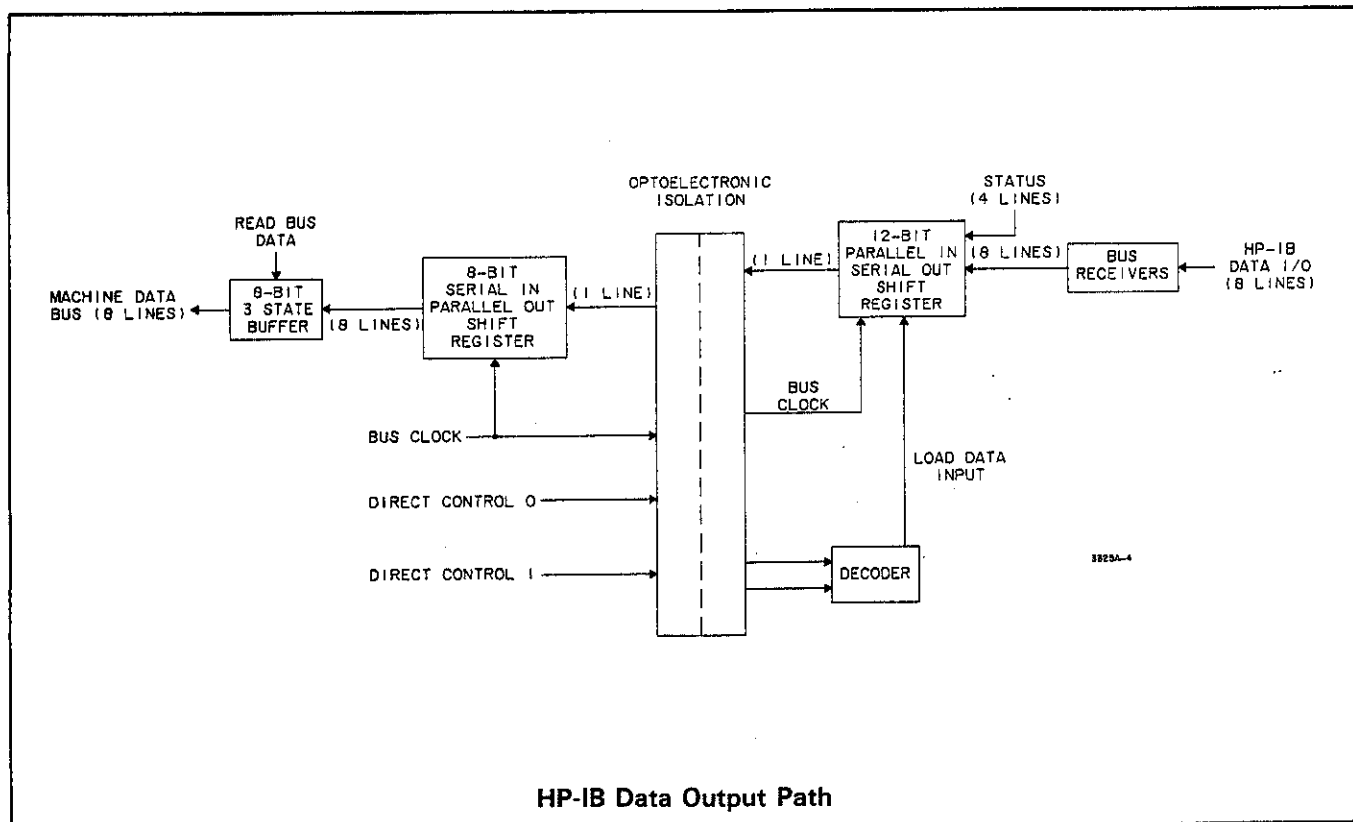 OPTOELECTRONIC
ISOLATION
STATUS
(4 LINES)
READ BUS
DATA
12-BIT
PARALLEL IN
SERIAL OUT
SHIFT
REGISTER
(1 LINE)
(8 LINES)
BUS
RECEIVERS
HP-IB
DATA I/O
(8 LINES)
8-BIT
SERIAL IN
PARALLEL OUT
SHIFT
REGISTER
(1 LINE)
MACHINE DATA
BUS (8 LINES)
8-BIT
3 STATE
BUFFER
(8 LINES)
BUS
CLOCK
BUS CLOCK
LOAD DATA
INPUT
DIRECT CONTROL 0
DIRECT CONTROL 1
DECODER
3325A-4
HP-IB Data Output Path